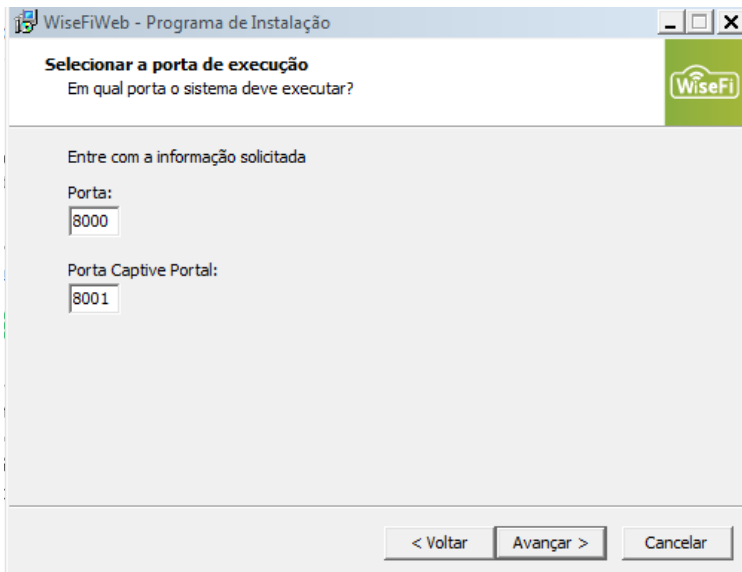 WiseFiWeb - Programa de Instalação
Selecionar a porta de execução
Em qual porta o sistema deve executar?
WiseFi
Entre com a informação solicitada
Porta:
8000
Porta Captive Portal:
8001
< Voltar
Avançar >
Cancelar